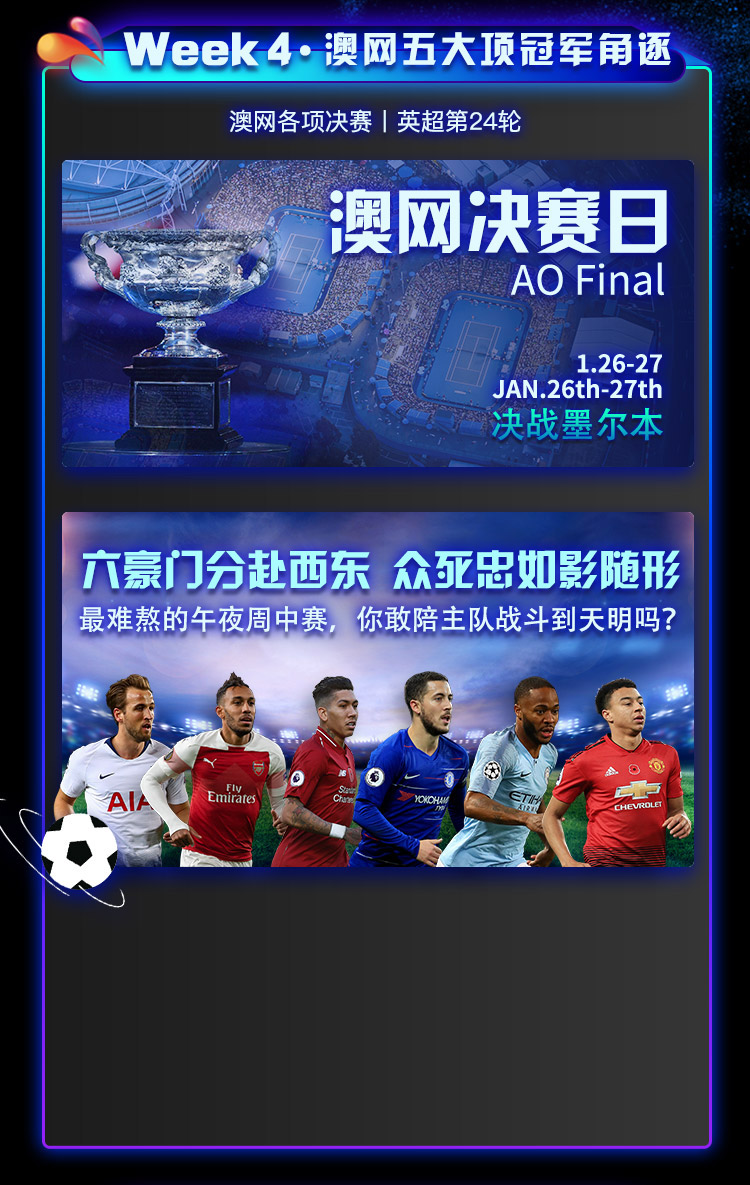 Week 4·澳网五大项冠军角逐
澳网各项决赛丨英超第24轮
澳网决赛日
AO Final
1.26-27
JAN.26th-27th
决战墨尔本
六豪门分赴西东 众死忠如影随形
最难熬的午夜周中赛，你敢陪主队战斗到天明吗？
AIA
Fly
Emirates
Standard
Chartered
YOKOHAMA
ETIHAD
CHEVROLET